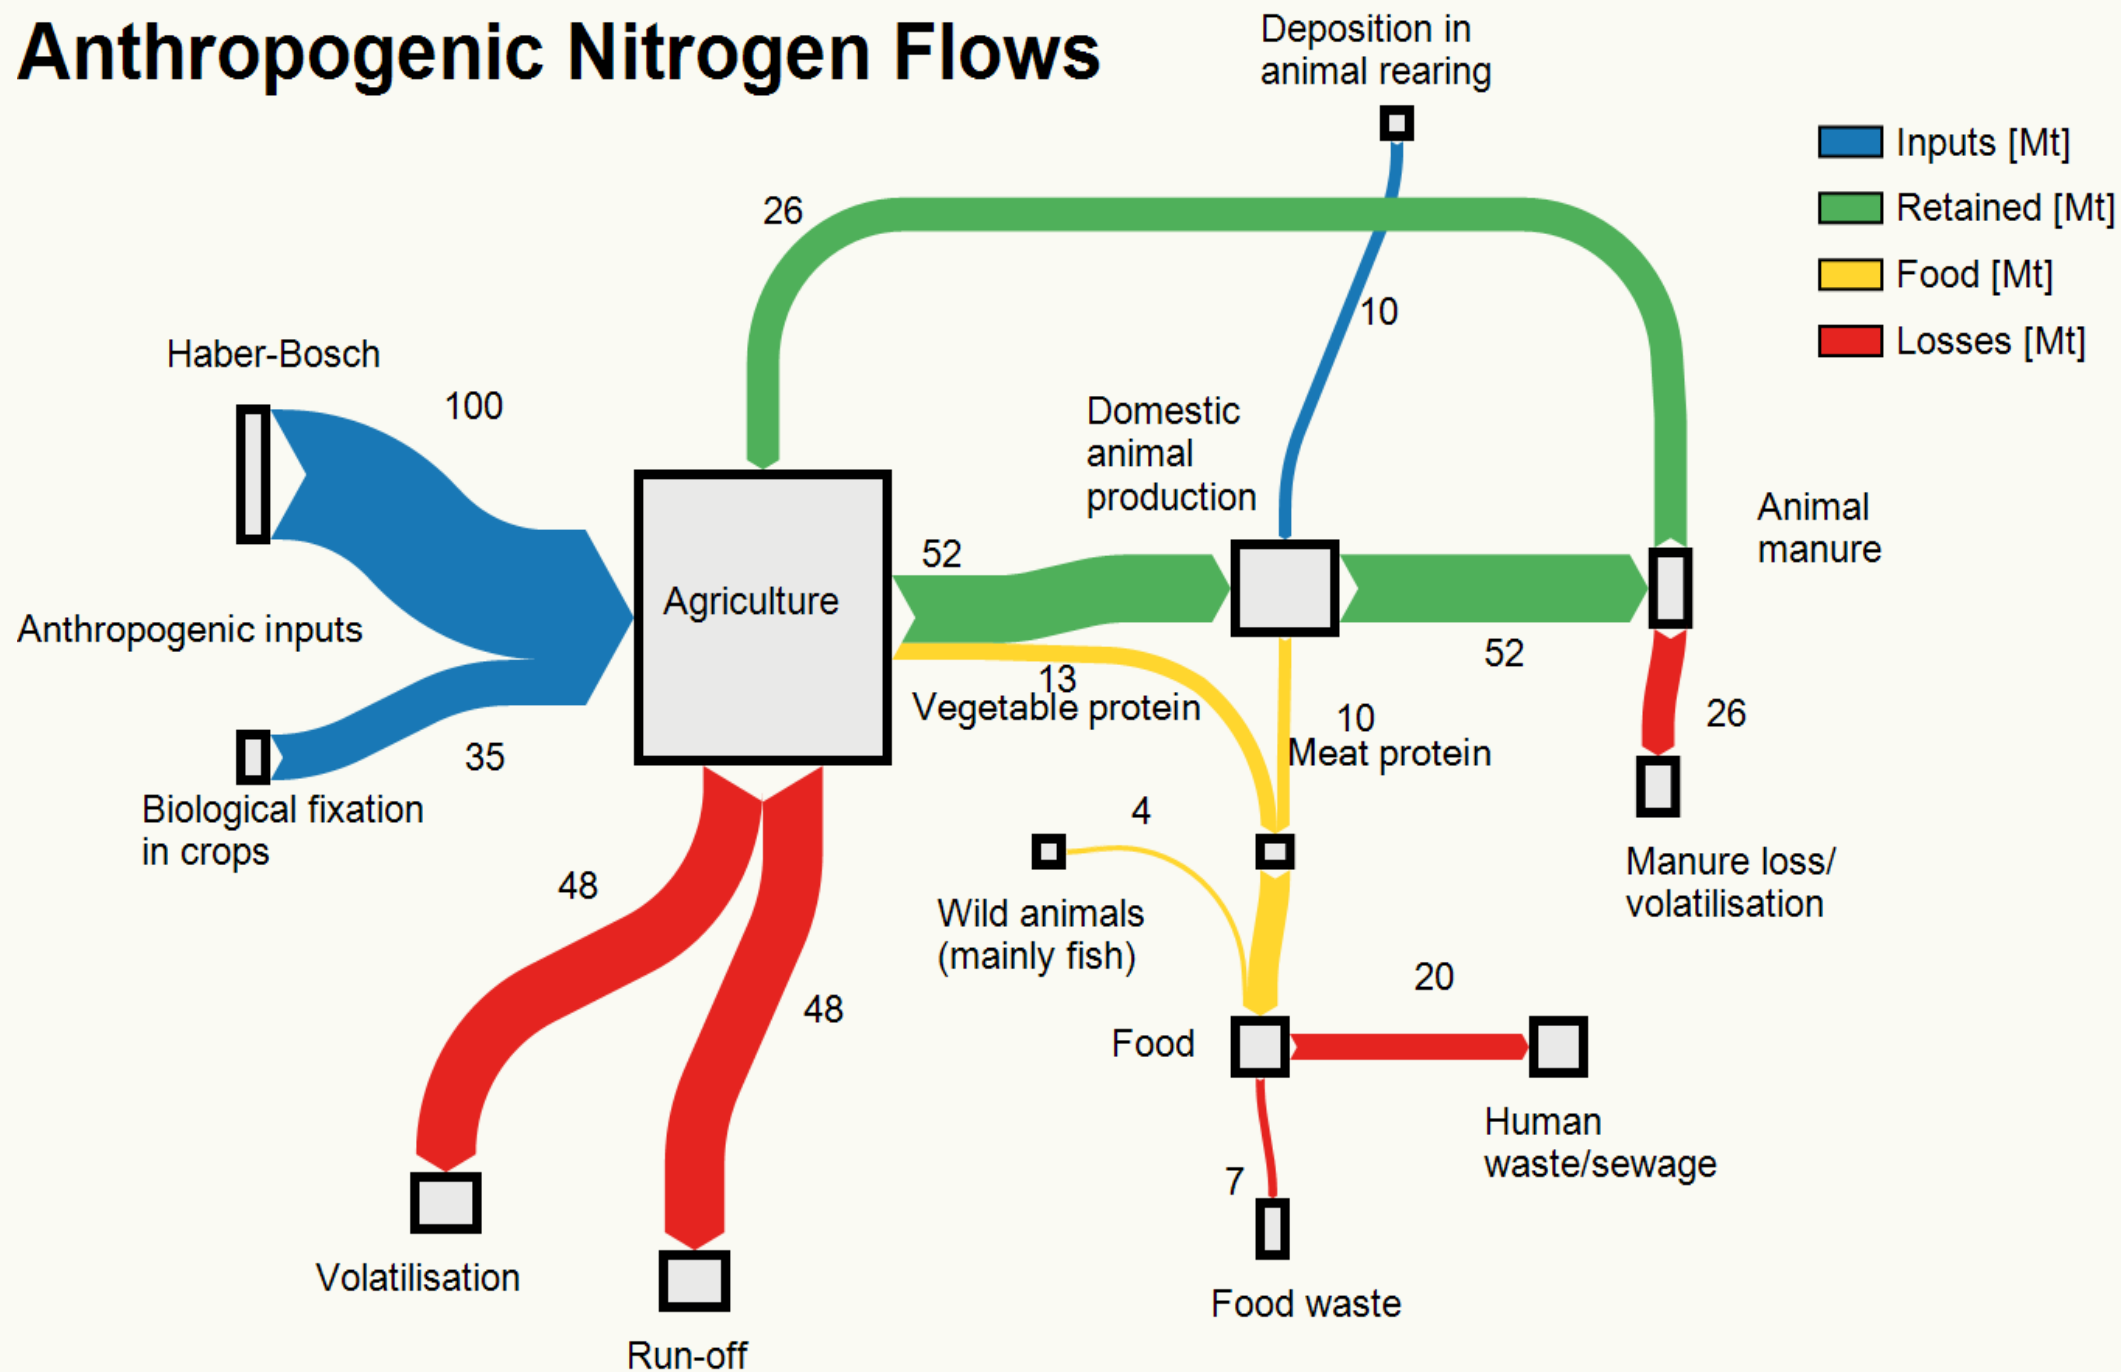 Anthropogenic Nitrogen Flows
Deposition in
animal rearing
Inputs [Mt]
Retained [Mt]
Food [Mt]
Losses [Mt]
26
10
Haber-Bosch
100
Domestic
animal
production
Animal
manure
52
Agriculture
Anthropogenic inputs
52
13
Vegetable protein
10
Meat protein
26
35
Biological fixation
in crops
4
48
Wild animals
(mainly fish)
Manure loss/
volatilisation
48
20
Food
Human
waste/sewage
7
Volatilisation
Food waste
Run-off